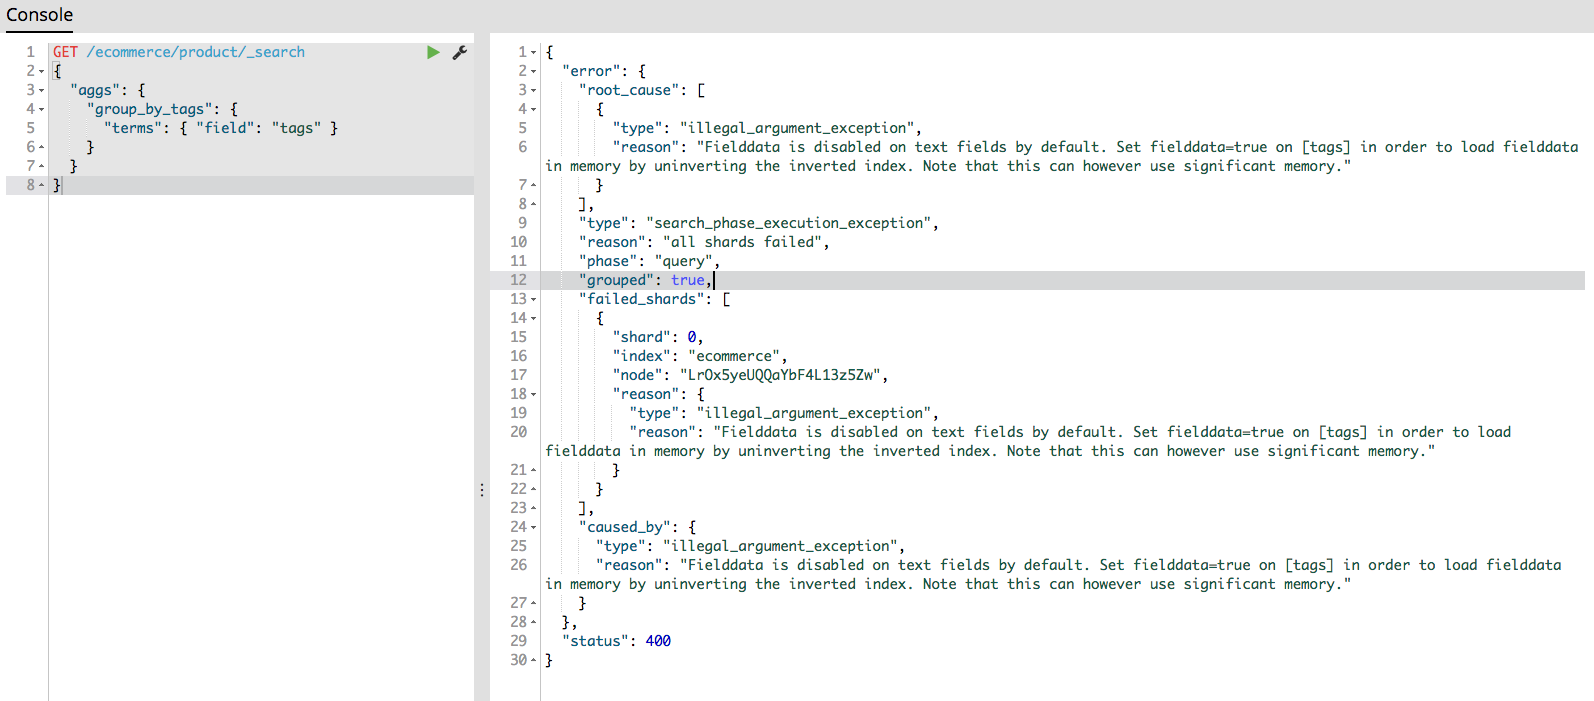 Console
1 GET /ecommerce/product/_search
2 {
3 "aggs": {
4 "group_by_tags": {
5 "terms": { "field": "tags" }
6 }
7 }
8 }
1 {
2 "error": {
3 "root_cause": [
4 {
5 "type": "illegal_argument_exception",
6 "reason": "Fielddata is disabled on text fields by default. Set fielddata=true on [tags] in order to load fielddata
in memory by uninverting the inverted index. Note that this can however use significant memory."
7 }
8 ],
9 "type": "search_phase_execution_exception",
10 "reason": "all shards failed",
11 "phase": "query",
12 "grouped": true,
13 "failed_shards": [
14 {
15 "shard": 0,
16 "index": "ecommerce",
17 "node": "LrOx5yeUQQaYbF4L13z5Zw",
18 "reason": {
19 "type": "illegal_argument_exception",
20 "reason": "Fielddata is disabled on text fields by default. Set fielddata=true on [tags] in order to load
fielddata in memory by uninverting the inverted index. Note that this can however use significant memory."
21 }
22 }
23 ],
24 "caused_by": {
25 "type": "illegal_argument_exception",
26 "reason": "Fielddata is disabled on text fields by default. Set fielddata=true on [tags] in order to load fielddata
in memory by uninverting the inverted index. Note that this can however use significant memory."
27 }
28 },
29 "status": 400
30 }